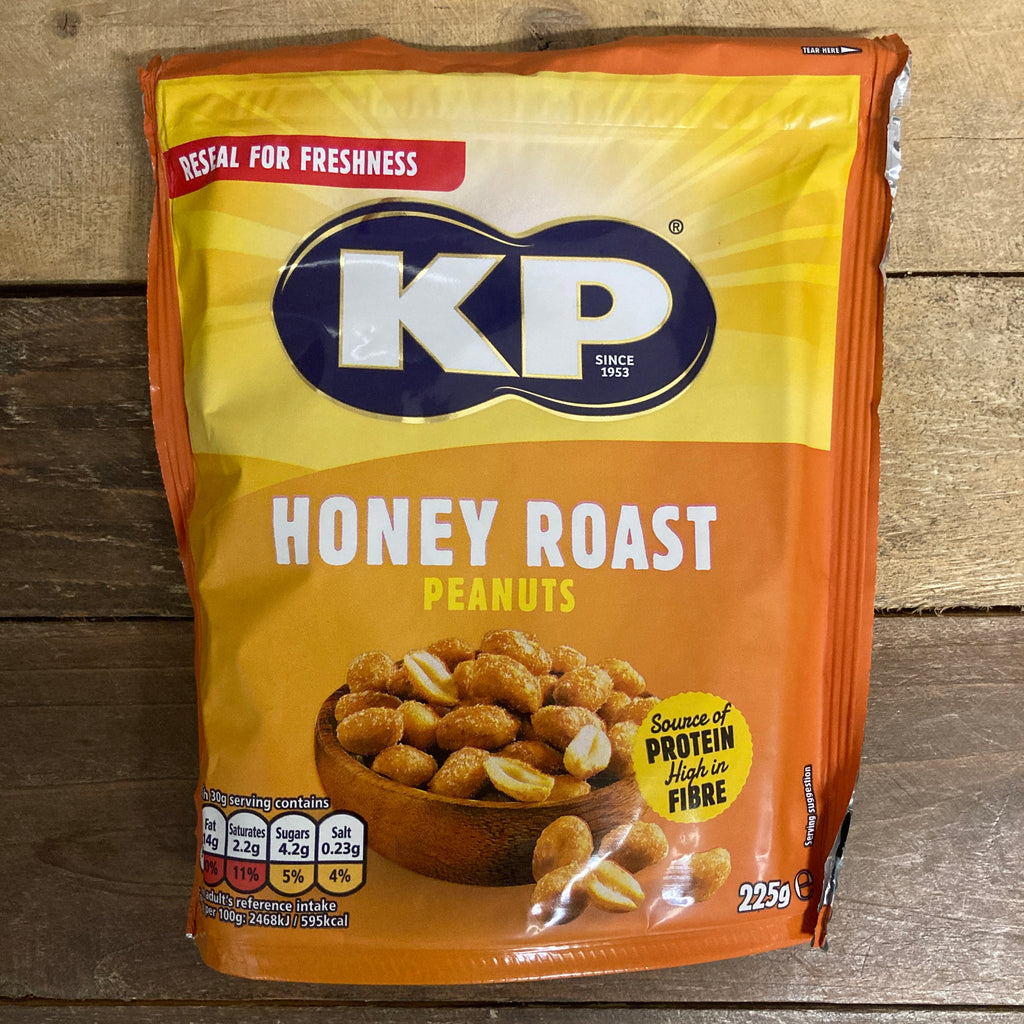 TEAR HERE
RESEAL FOR FRESHNESS
KP
®
SINCE
1953
HONEY ROAST
PEANUTS
Source of
PROTEIN
High in
FIBRE
30g serving contains
Fat Saturates Sugars Salt
14g 2.2g 4.2g 0.23g
11% 5% 4%
adult's reference intake
per 100g: 2468kJ / 595kcal
Serving suggestion
225g e